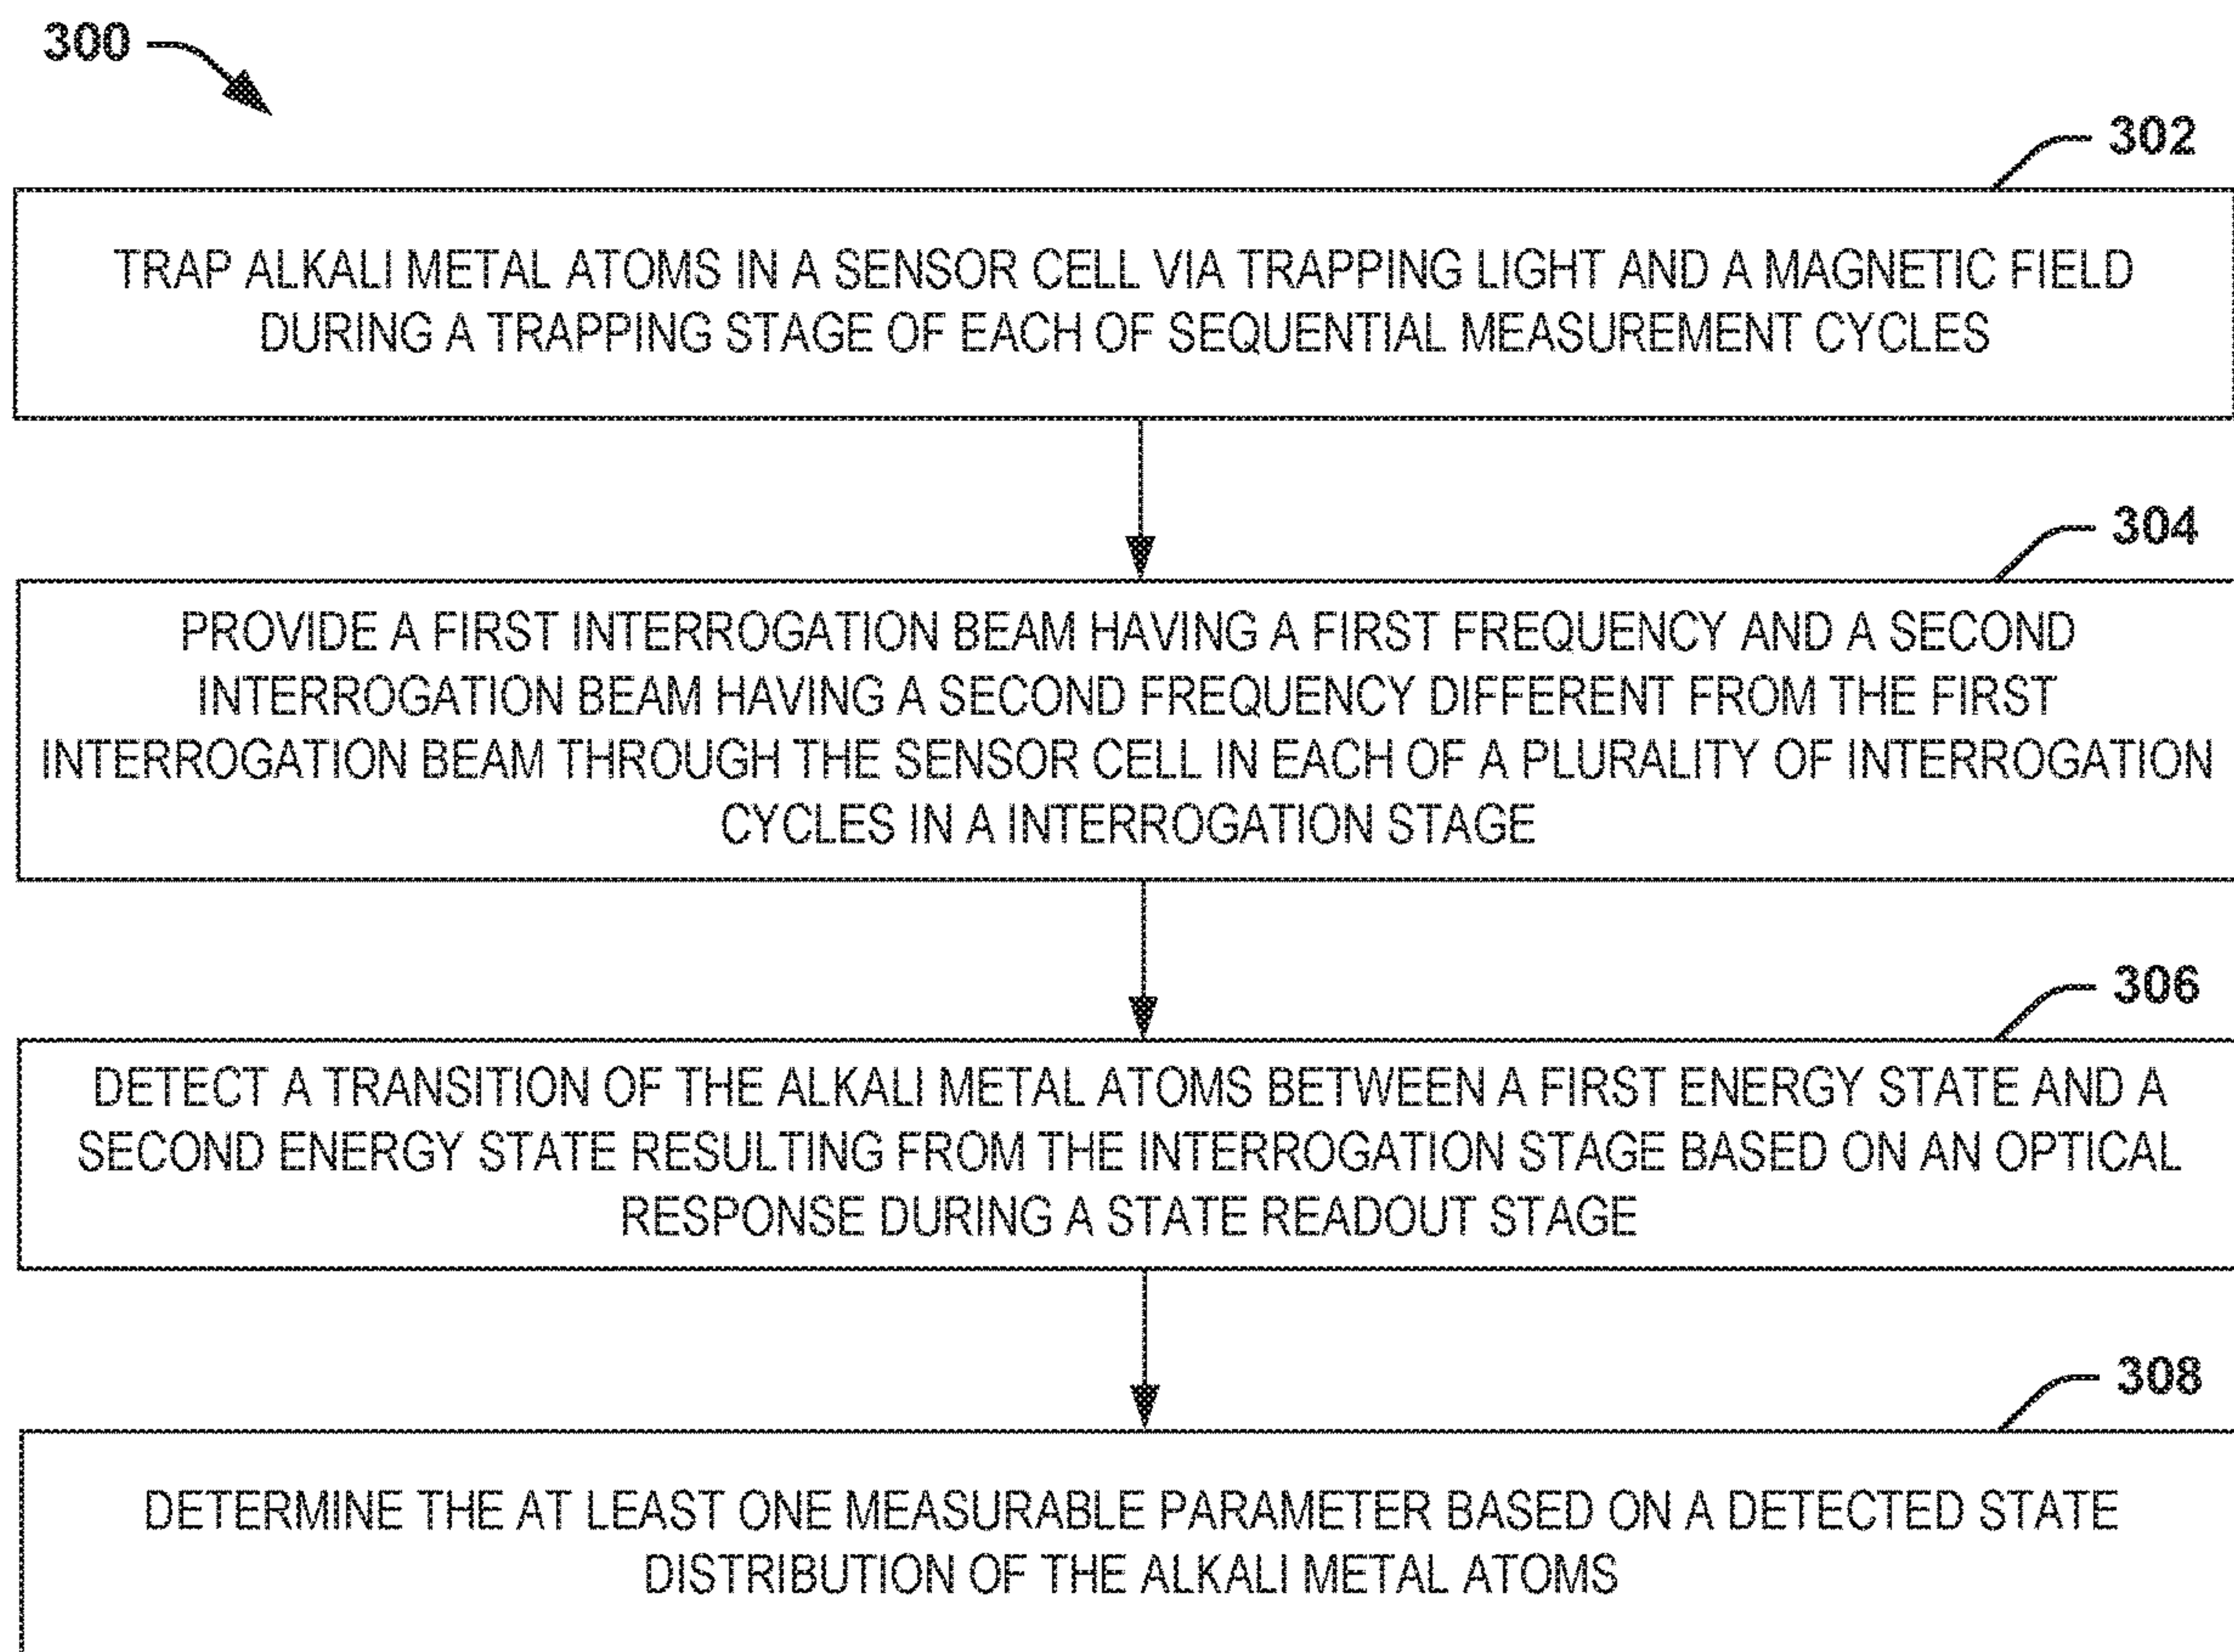 300
302
TRAP ALKALI METAL ATOMS IN A SENSOR CELL VIA TRAPPING LIGHT AND A MAGNETIC FIELD
DURING A TRAPPING STAGE OF EACH OF SEQUENTIAL MEASUREMENT CYCLES
304
PROVIDE A FIRST INTERROGATION BEAM HAVING A FIRST FREQUENCY AND A SECOND
INTERROGATION BEAM HAVING A SECOND FREQUENCY DIFFERENT FROM THE FIRST
INTERROGATION BEAM THROUGH THE SENSOR CELL IN EACH OF A PLURALITY OF INTERROGATION
CYCLES IN A INTERROGATION STAGE
306
DETECT A TRANSITION OF THE ALKALI METAL ATOMS BETWEEN A FIRST ENERGY STATE AND A
SECOND ENERGY STATE RESULTING FROM THE INTERROGATION STAGE BASED ON AN OPTICAL
RESPONSE DURING A STATE READOUT STAGE
308
DETERMINE THE AT LEAST ONE MEASURABLE PARAMETER BASED ON A DETECTED STATE
DISTRIBUTION OF THE ALKALI METAL ATOMS